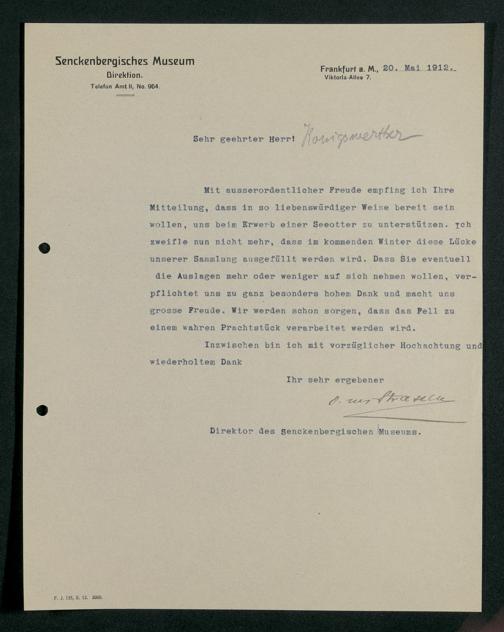 Senckenbergisches Museum
Direktion.
Telefon Amt II, No. 964.
Frankfurt a. M., 20. Mai 1912.
Viktoria-Allee 7.
Sehr geehrter Herr! Königswerther
Mit ausserordentlicher Freude empfing ich Ihre
Mitteilung, dass in so liebenswürdiger Weise bereit sein
wollen, uns beim Erwerb einer Seeotter zu unterstützen. Ich
zweifle nun nicht mehr, dass im kommenden Winter diese Lücke
unserer Sammlung ausgefüllt werden wird. Dass Sie eventuell
die Auslagen mehr oder weniger auf sich nehmen wollen, ver-
pflichtet uns zu ganz besonders hohem Dank und macht uns
grosse Freude. Wir werden schon sorgen, dass das Fell zu
einem wahren Prachtstück verarbeitet werden wird.
Inzwischen bin ich mit vorzüglicher Hochachtung und
wiederholtem Dank
Ihr sehr ergebener
Direktor des Senckenbergischen Museums.